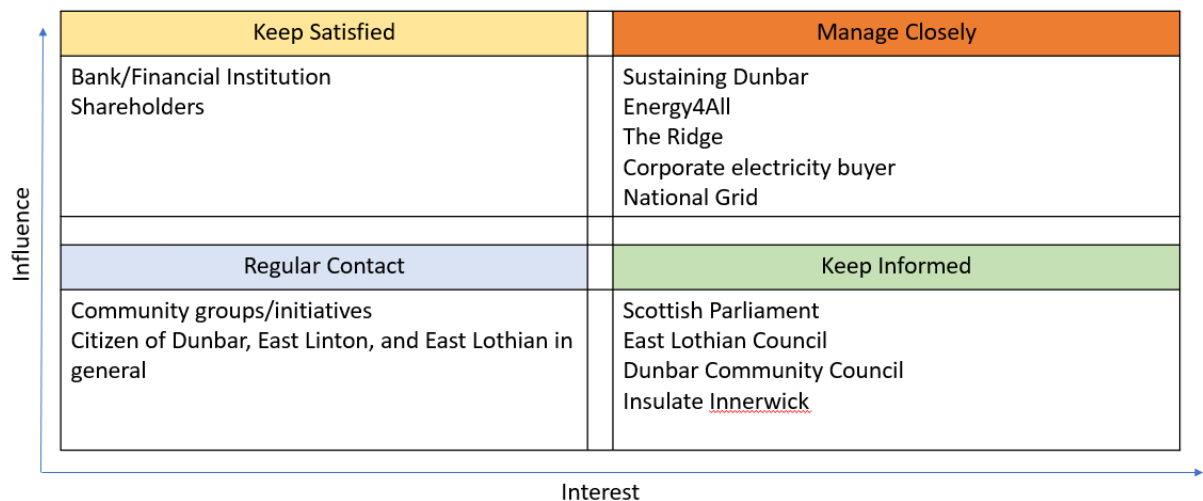 Keep Satisfied
Manage Closely
Bank/Financial Institution
Shareholders
Sustaining Dunbar
Energy4All
The Ridge
Corporate electricity buyer
National Grid
Influence
Regular Contact
Keep Informed
Community groups/initiatives
Citizen of Dunbar, East Linton, and East Lothian in
general
Scottish Parliament
East Lothian Council
Dunbar Community Council
Insulate Innerwick
Interest